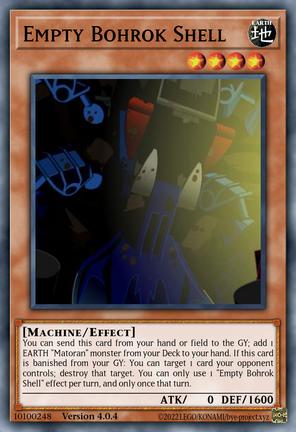 Empty Bohrok Shell
EARTH
地
[Machine/Effect]
You can send this card from your hand or field to the GY; add 1
EARTH "Matoran" monster from your Deck to your hand. If this card
is banished from your GY: You can target 1 card your opponent
controls; destroy that target. You can only use 1 "Empty Bohrok
Shell" effect per turn, and only once that turn.
ATK/ 0 DEF/1600
10100248 Version 4.0.4 ©2022LEGO/KONAMI/bye-project.xyz